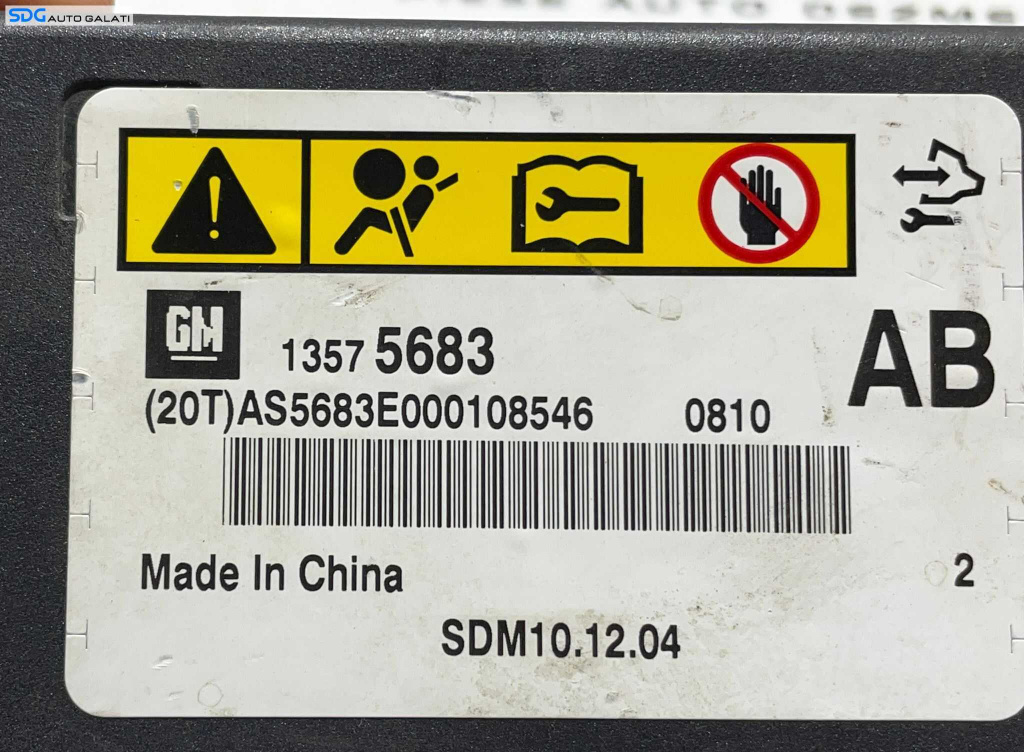 SDG AUTO GALATI
GM
1357 5683
AB
(20T)AS5683E000108546 0810
Made In China
2
SDM10.12.04